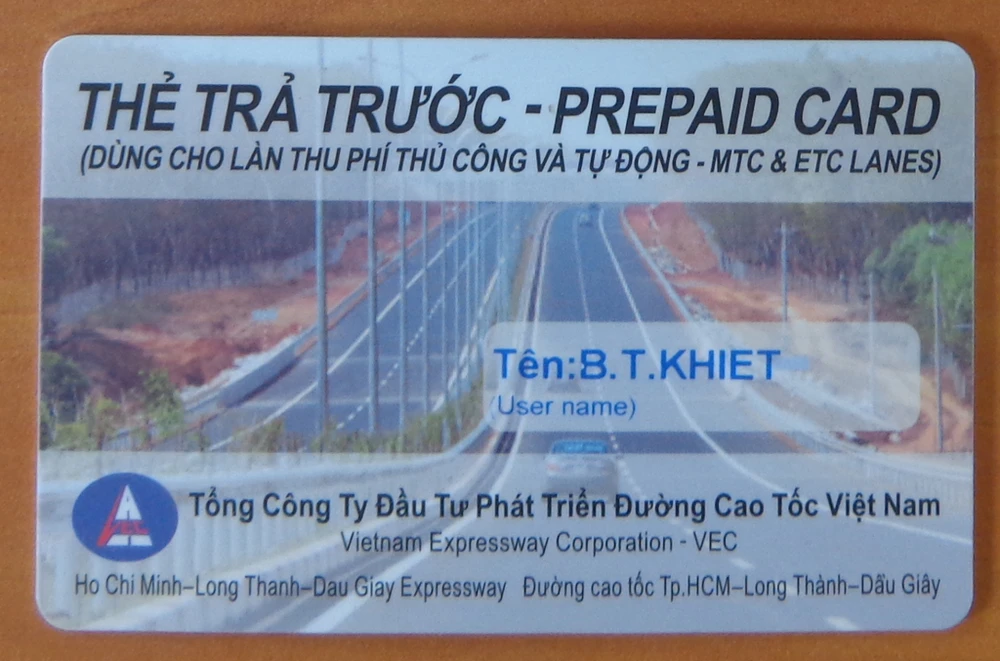 THẺ TRẢ TRƯỚC - PREPAID CARD
(DÙNG CHO LÀN THU PHÍ THỦ CÔNG VÀ TỰ ĐỘNG - MTC & ETC LANES)
Tên:B.T.KHIET
(User name)
VEC
Tổng Công Ty Đầu Tư Phát Triển Đường Cao Tốc Việt Nam
Vietnam Expressway Corporation - VEC
Ho Chi Minh–Long Thanh–Dau Giay Expressway Đường cao tốc Tp.HCM–Long Thành–Dầu Giây